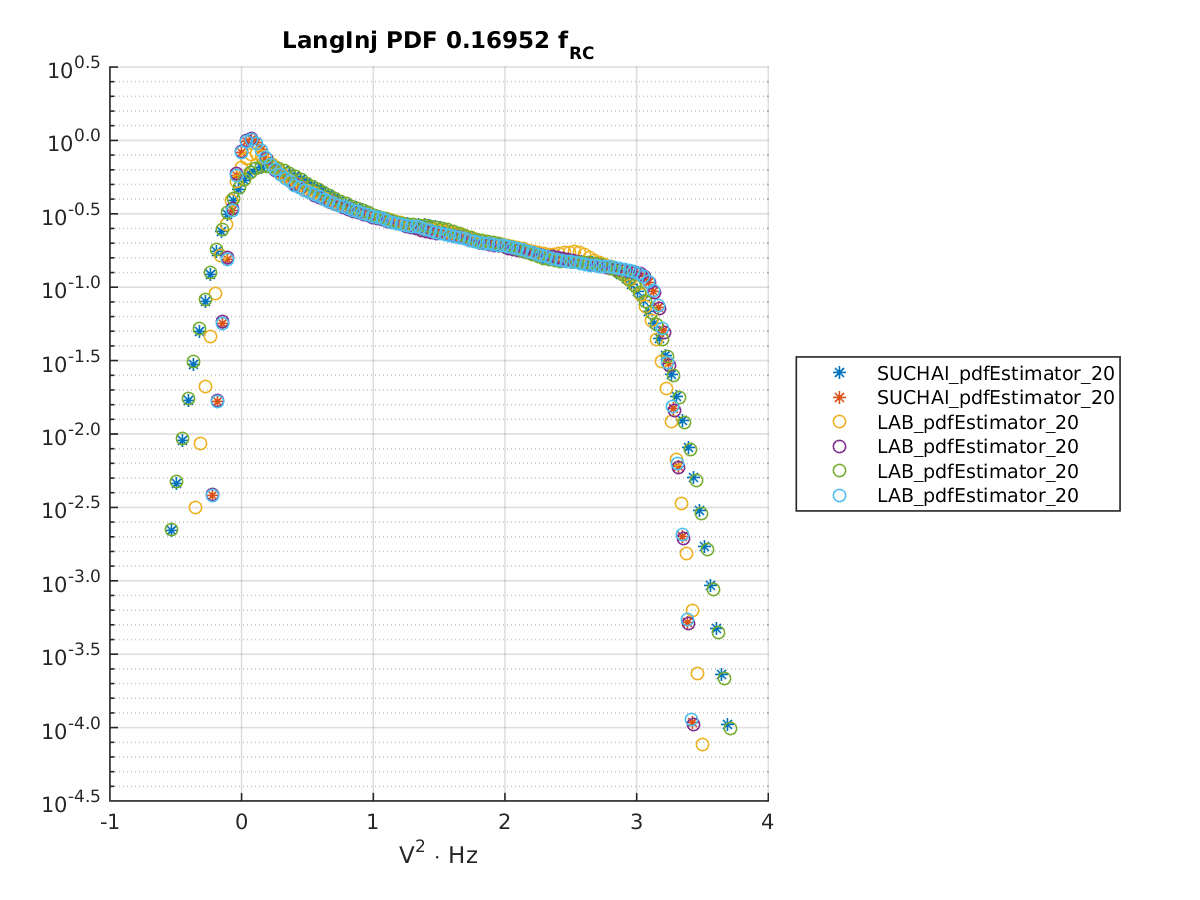 LangInj PDF 0.16952 f_RC
10^0.5
10^0.0
10^-0.5
10^-1.0
10^-1.5
10^-2.0
10^-2.5
10^-3.0
10^-3.5
10^-4.0
10^-4.5
-1 0 1 2 3 4
V^2 · Hz
SUCHAI_pdfEstimator_20
SUCHAI_pdfEstimator_20
LAB_pdfEstimator_20
LAB_pdfEstimator_20
LAB_pdfEstimator_20
LAB_pdfEstimator_20